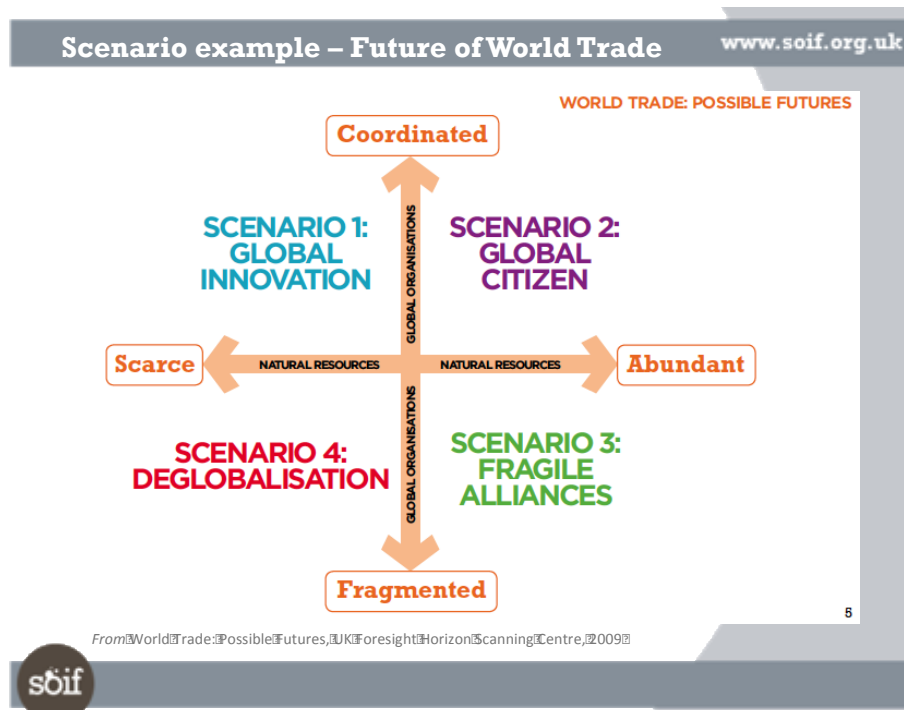 Scenario example – Future of World Trade
www.soif.org.uk
WORLD TRADE: POSSIBLE FUTURES
Coordinated
SCENARIO 1:
GLOBAL
INNOVATION
GLOBAL ORGANISATIONS
SCENARIO 2:
GLOBAL
CITIZEN
Scarce
NATURAL RESOURCES
NATURAL RESOURCES
Abundant
SCENARIO 4:
DEGLOBALISATION
GLOBAL ORGANISATIONS
SCENARIO 3:
FRAGILE
ALLIANCES
Fragmented
5
From World Trade: Possible Futures, UK Foresight Horizon Scanning Centre, 2009
soif